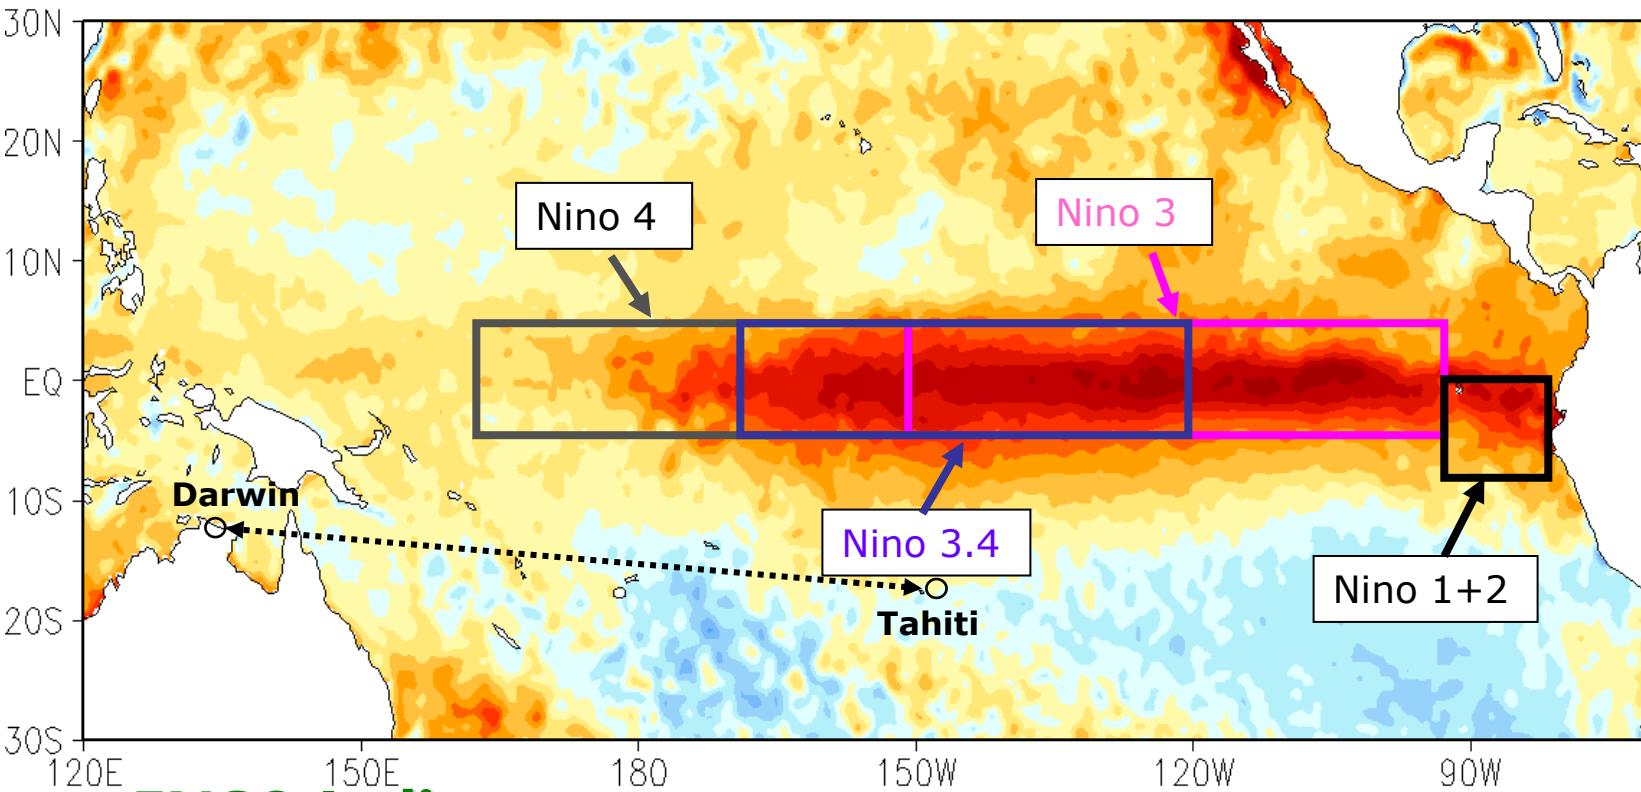 30N
20N
10N
EQ
10S
20S
30S
Nino 4
Nino 3
Darwin
Nino 3.4
Nino 1+2
Tahiti
120E 150E 180 150W 120W 90W